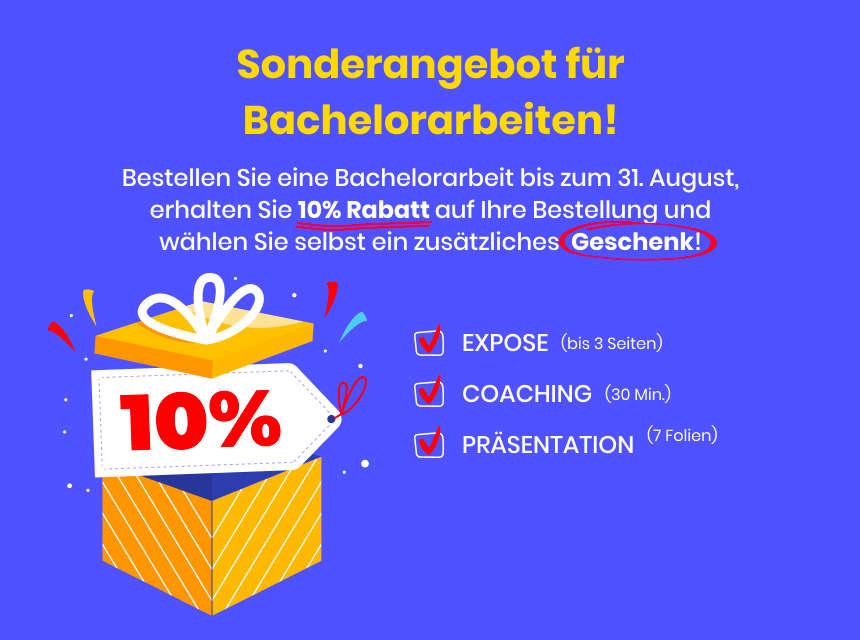 Sonderangebot für
Bachelorarbeiten!
Bestellen Sie eine Bachelorarbeit bis zum 31. August,
erhalten Sie 10% Rabatt auf Ihre Bestellung und
wählen Sie selbst ein zusätzliches Geschenk!
10%
EXPOSE (bis 3 Seiten)
COACHING (30 Min.)
PRÄSENTATION (7 Folien)